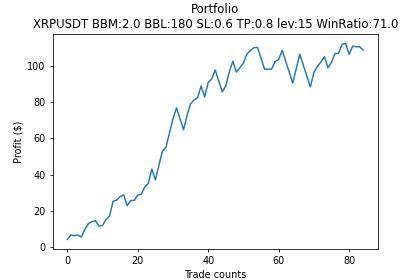 Portfolio
XRPUSDT BBM:2.0 BBL:180 SL:0.6 TP:0.8 lev:15 WinRatio:71.0
Profit ($)
100
80
60
40
20
0
0 20 40 60 80
Trade counts